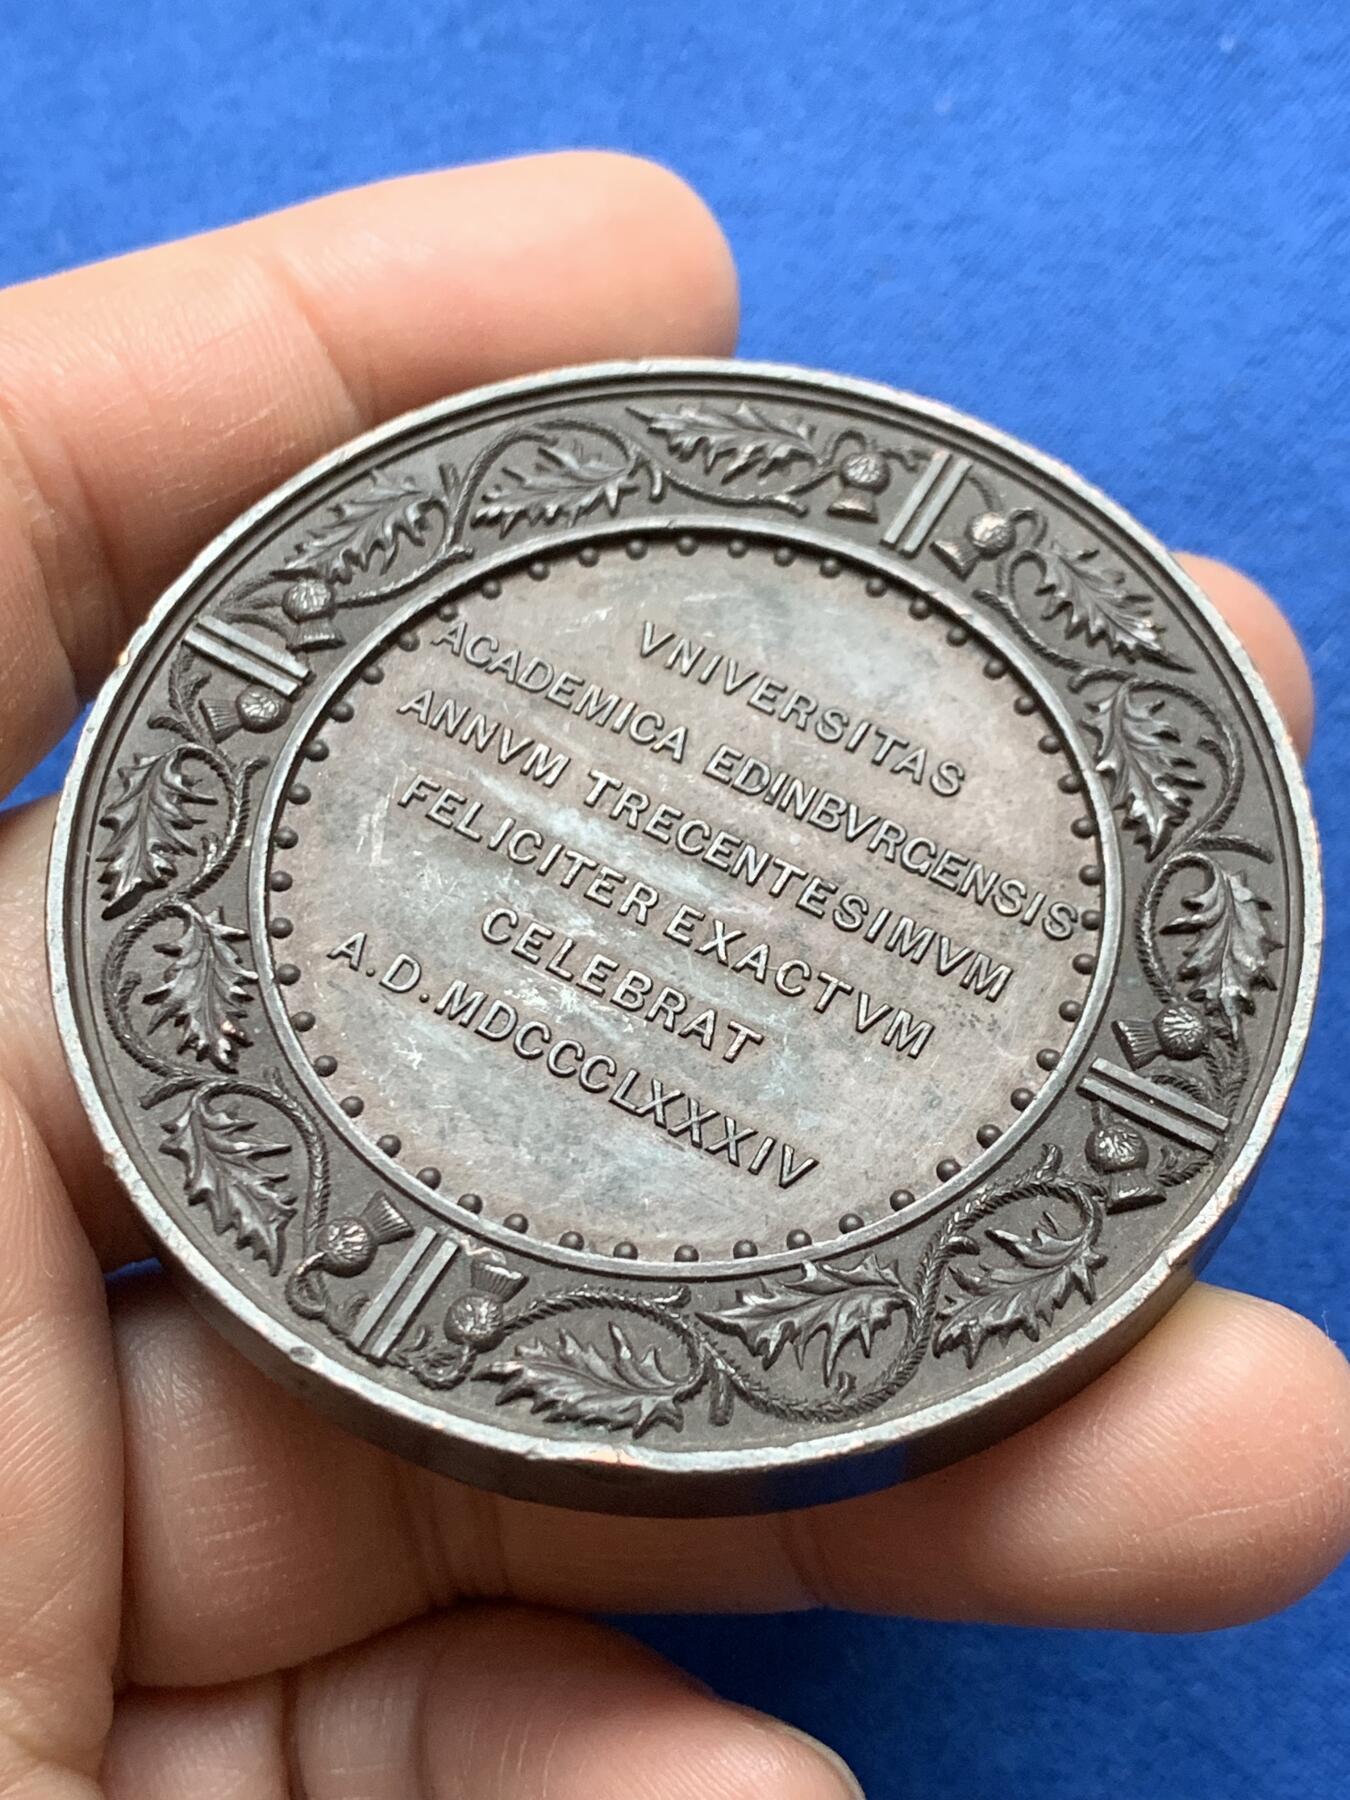 VNIVERSITAS
ACADEMICA EDINBVRGENSIS
ANNVM TRECENTESIMVM
FELICITER EXACTVM
CELEBRAT
A.D. MDCCCLXXXIV